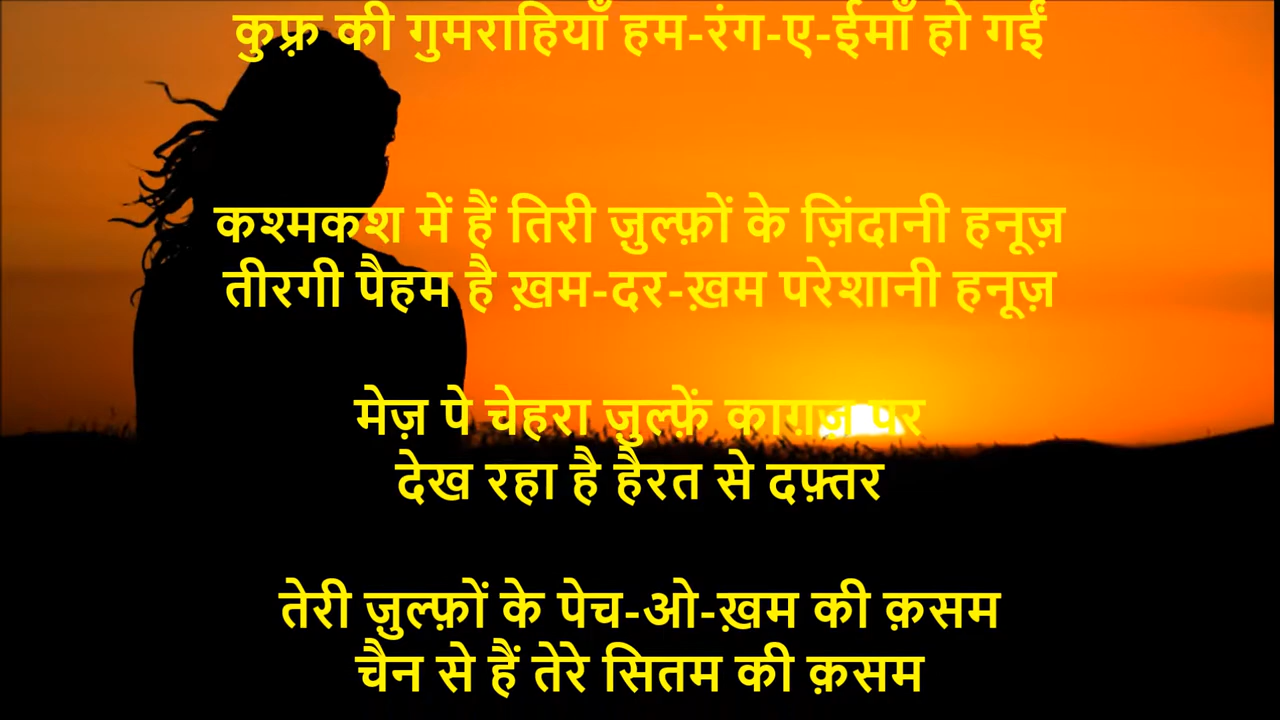 कुफ़्र की गुमराहियाँ हम-रंग-ए-ईमाँ हो गईं
कश्मकश में हैं तिरी ज़ुल्फ़ों के ज़िंदानी हनूज़
तीरगी पैहम है ख़म-दर-ख़म परेशानी हनूज़
मेज़ पे चेहरा ज़ुल्फ़ें काग़ज़ पर
देख रहा है हैरत से दफ़्तर
तेरी ज़ुल्फ़ों के पेच-ओ-ख़म की क़सम
चैन से हैं तेरे सितम की क़सम